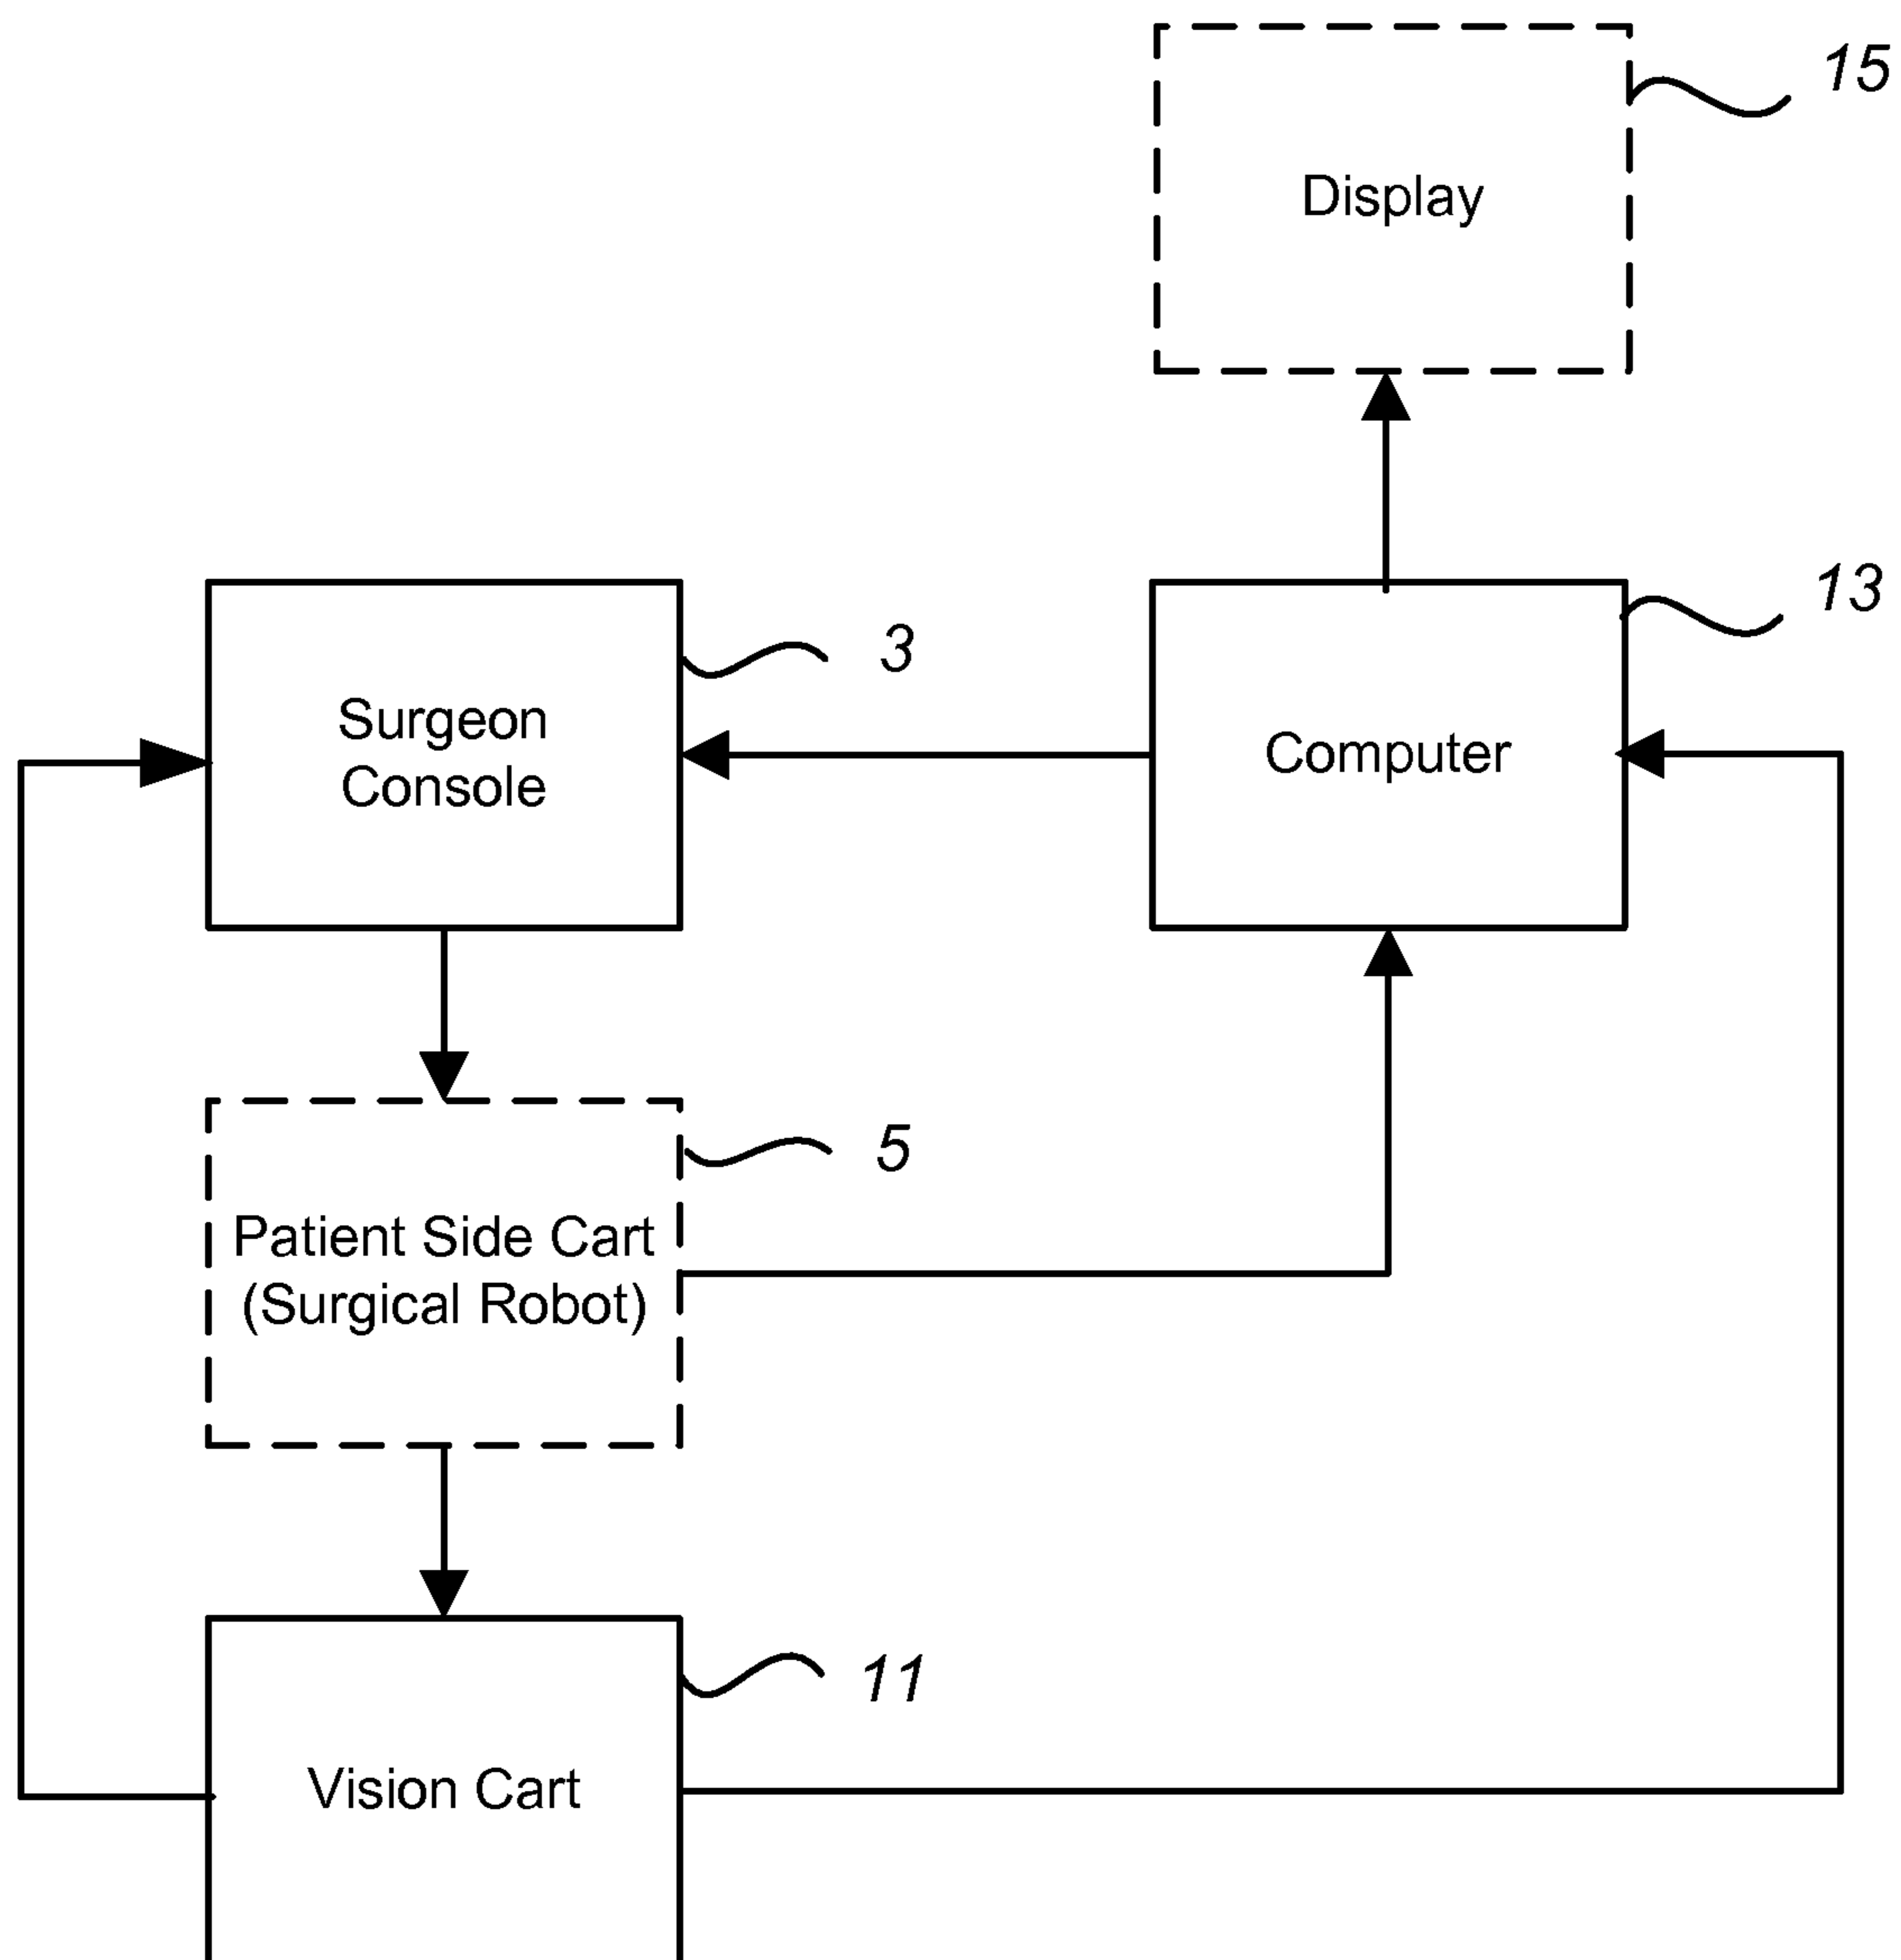 15
Display
13
3
Surgeon
Console
Computer
5
Patient Side Cart
(Surgical Robot)
11
Vision Cart